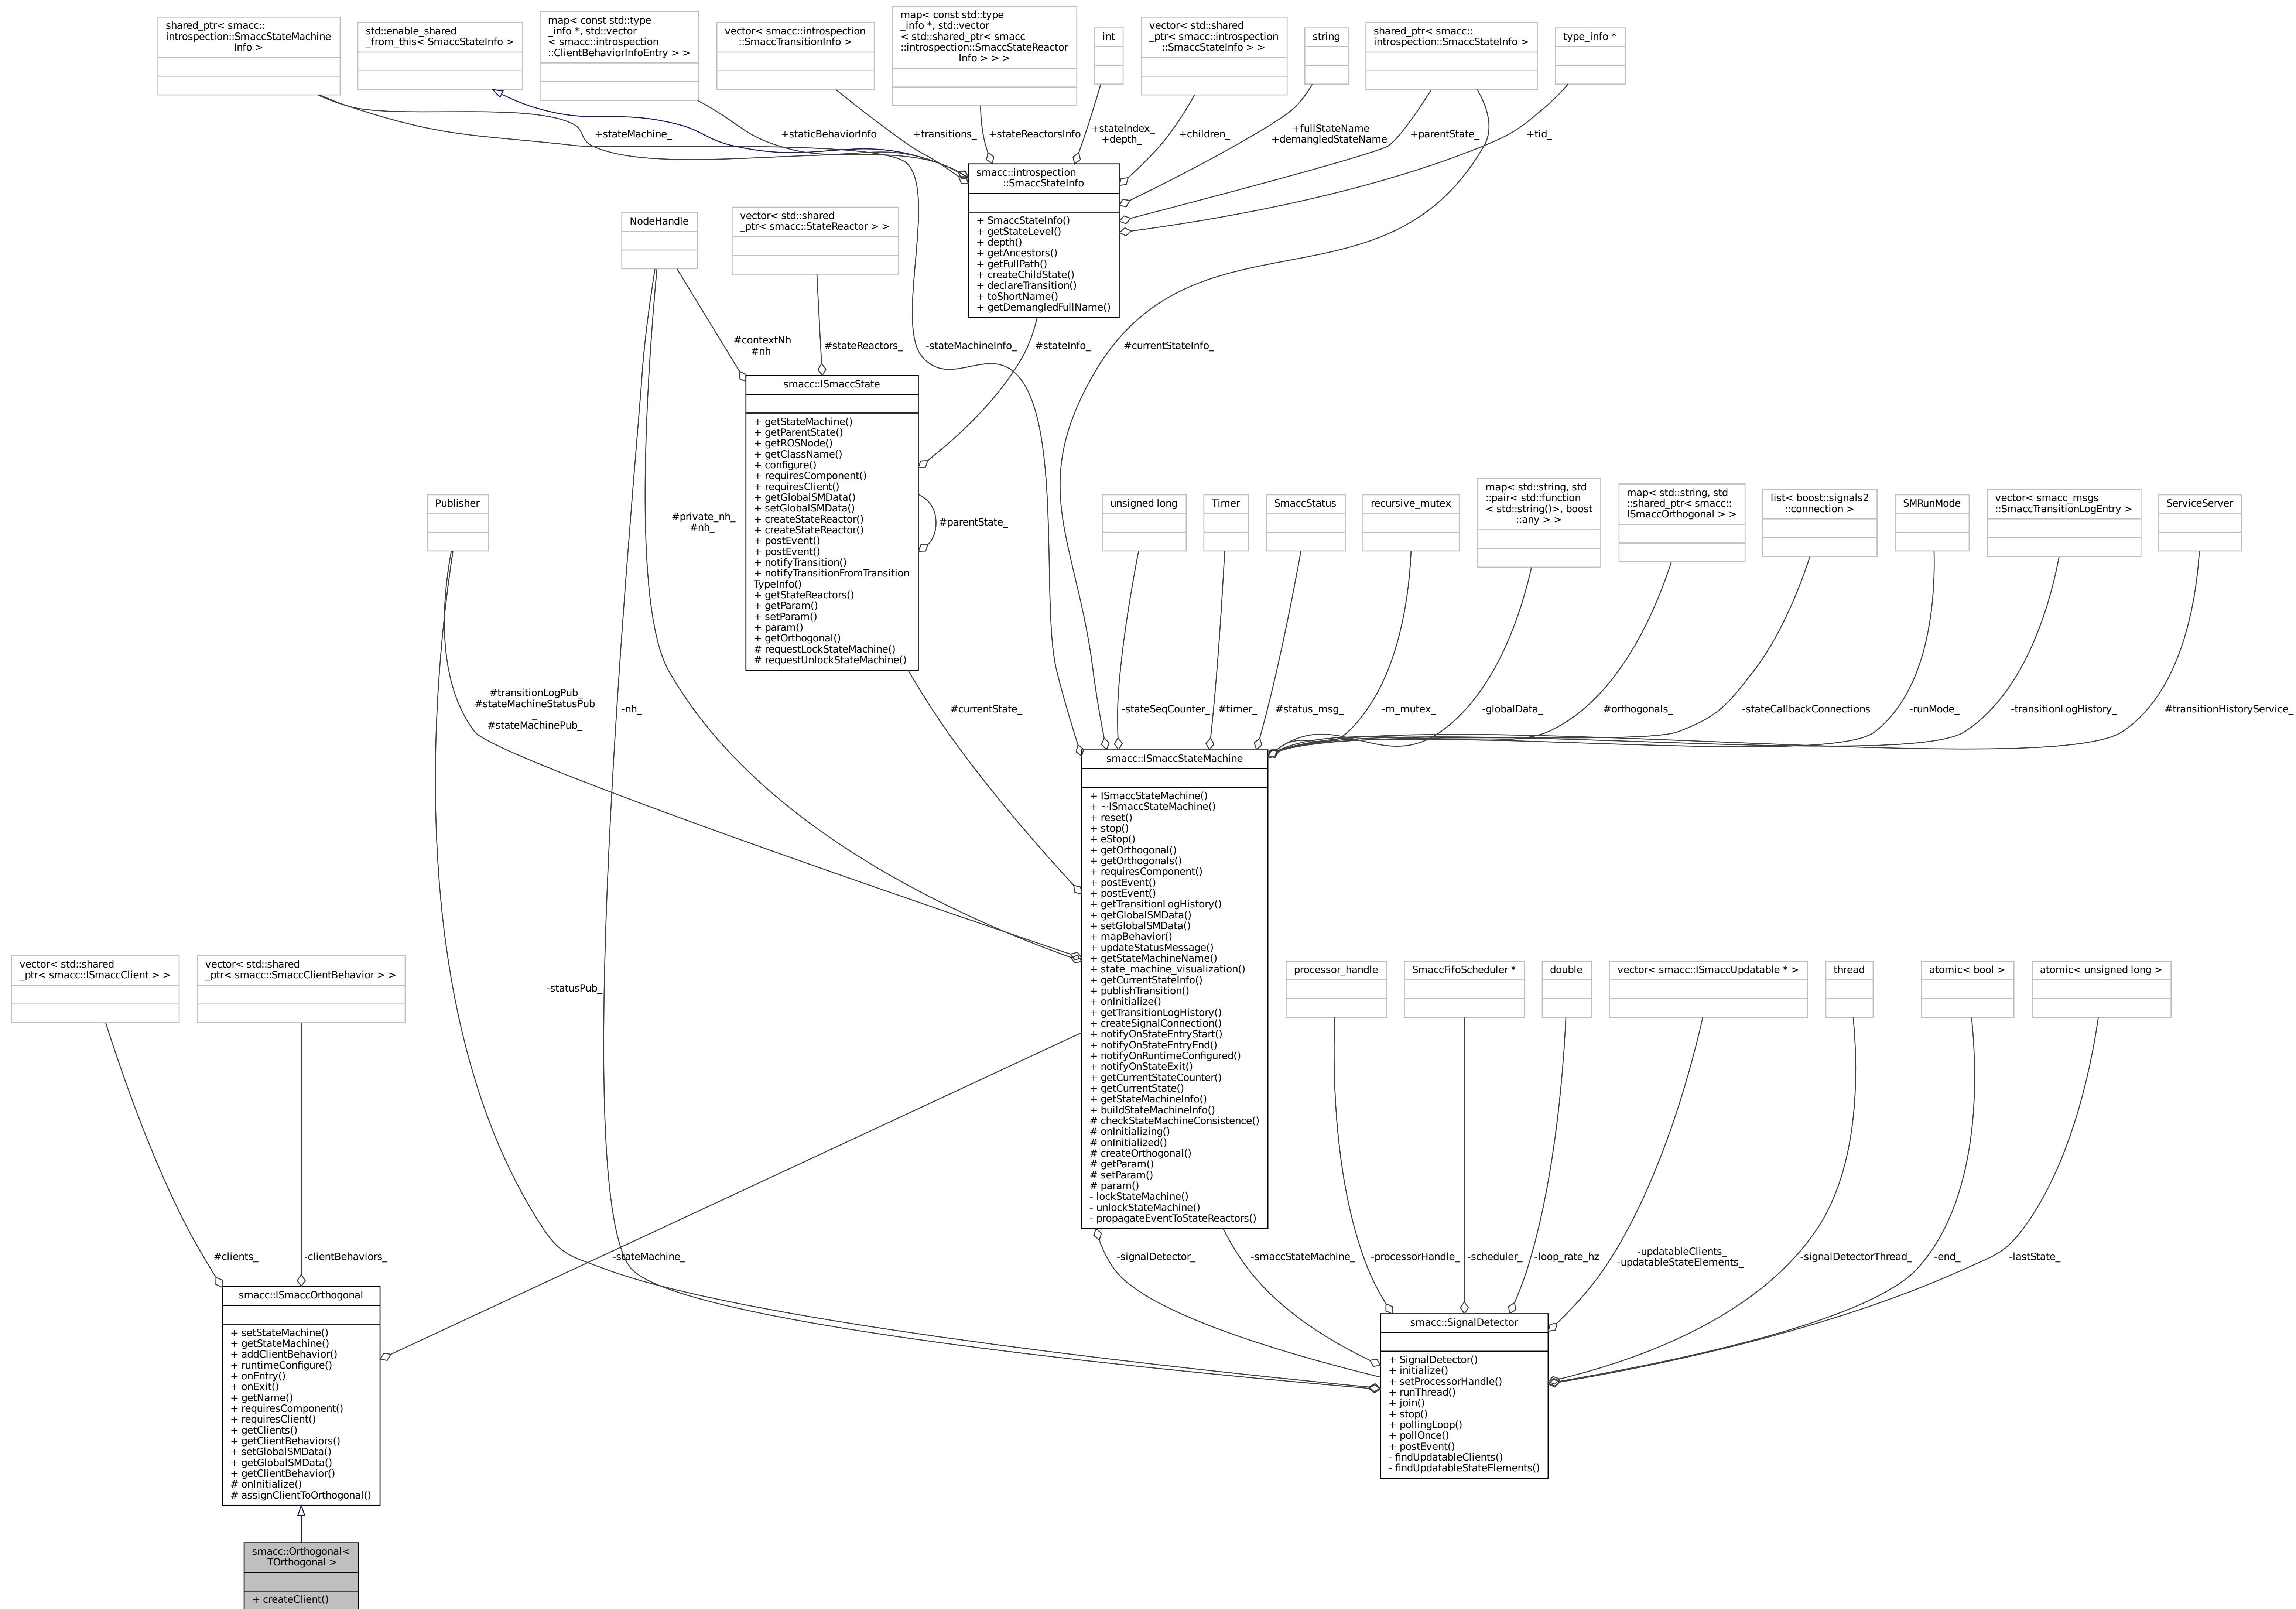 shared_ptr< smacc::
introspection::SmaccStateMachine
Info >
std::enable_shared
_from_this< SmaccStateInfo >
map< const std::type
_info *, std::vector
< smacc::introspection
::ClientBehaviorInfoEntry > >
vector< smacc::introspection
::SmaccTransitionInfo >
map< const std::type
_info *, std::vector
< std::shared_ptr< smacc
::introspection::SmaccStateReactor
Info > > >
int
vector< std::shared
_ptr< smacc::introspection
::SmaccStateInfo > >
string
shared_ptr< smacc::
introspection::SmaccStateInfo >
type_info *
+stateMachine_
+staticBehaviorInfo
+transitions_
+stateReactorsInfo
+stateIndex_
+depth_
+children_
+fullStateName
+demangledStateName
+parentState_
+tid_
smacc::introspection
::SmaccStateInfo
+ SmaccStateInfo()
+ getStateLevel()
+ depth()
+ getAncestors()
+ getFullPath()
+ createChildState()
+ declareTransition()
+ toShortName()
+ getDemangledFullName()
NodeHandle
vector< std::shared
_ptr< smacc::StateReactor > >
#contextNh
#nh
#stateReactors_
-stateMachineInfo_
#stateInfo_
#currentStateInfo_
smacc::ISmaccState
+ getStateMachine()
+ getParentState()
+ getROSNode()
+ getClassName()
+ configure()
+ requiresComponent()
+ requiresClient()
+ getGlobalSMData()
+ setGlobalSMData()
+ createStateReactor()
+ createStateReactor()
+ postEvent()
+ postEvent()
+ notifyTransition()
+ notifyTransitionFromTransition
TypeInfo()
+ getStateReactors()
+ getParam()
+ setParam()
+ param()
+ getOrthogonal()
# requestLockStateMachine()
# requestUnlockStateMachine()
#parentState_
Publisher
#private_nh_
#nh_
unsigned long
Timer
SmaccStatus
recursive_mutex
map< std::string, std
::pair< std::function
< std::string()>, boost
::any > >
map< std::string, std
::shared_ptr< smacc::
ISmaccOrthogonal > >
list< boost::signals2
::connection >
SMRunMode
vector< smacc_msgs
::SmaccTransitionLogEntry >
ServiceServer
#transitionLogPub_
#stateMachineStatusPub
_
#stateMachinePub_
-nh_
#currentState_
-stateSeqCounter_
#timer_
#status_msg_
-m_mutex_
-globalData_
#orthogonals_
-stateCallbackConnections
-runMode_
-transitionLogHistory_
#transitionHistoryService_
smacc::ISmaccStateMachine
+ ISmaccStateMachine()
+ ~ISmaccStateMachine()
+ reset()
+ stop()
+ eStop()
+ getOrthogonal()
+ getOrthogonals()
+ requiresComponent()
+ postEvent()
+ postEvent()
+ getTransitionLogHistory()
+ getGlobalSMData()
+ setGlobalSMData()
+ mapBehavior()
+ updateStatusMessage()
+ getStateMachineName()
+ state_machine_visualization()
+ getCurrentStateInfo()
+ publishTransition()
+ onInitialize()
+ getTransitionLogHistory()
+ createSignalConnection()
+ notifyOnStateEntryStart()
+ notifyOnStateEntryEnd()
+ notifyOnRuntimeConfigured()
+ notifyOnStateExit()
+ getCurrentStateCounter()
+ getCurrentState()
+ getStateMachineInfo()
+ buildStateMachineInfo()
# checkStateMachineConsistence()
# onInitializing()
# onInitialized()
# createOrthogonal()
# getParam()
# setParam()
# param()
- lockStateMachine()
- unlockStateMachine()
- propagateEventToStateReactors()
vector< std::shared
_ptr< smacc::ISmaccClient > >
vector< std::shared
_ptr< smacc::SmaccClientBehavior > >
-statusPub_
processor_handle
SmaccFifoScheduler *
double
vector< smacc::ISmaccUpdatable * >
thread
atomic< bool >
atomic< unsigned long >
#clients_
-clientBehaviors_
-stateMachine_
-signalDetector_
-smaccStateMachine_
-processorHandle_
-scheduler_
-loop_rate_hz
-updatableClients_
-updatableStateElements_
-signalDetectorThread_
-end_
-lastState_
smacc::ISmaccOrthogonal
+ setStateMachine()
+ getStateMachine()
+ addClientBehavior()
+ runtimeConfigure()
+ onEntry()
+ onExit()
+ getName()
+ requiresComponent()
+ requiresClient()
+ getClients()
+ getClientBehaviors()
+ setGlobalSMData()
+ getGlobalSMData()
+ getClientBehavior()
# onInitialize()
# assignClientToOrthogonal()
smacc::SignalDetector
+ SignalDetector()
+ initialize()
+ setProcessorHandle()
+ runThread()
+ join()
+ stop()
+ pollingLoop()
+ pollOnce()
+ postEvent()
- findUpdatableClients()
- findUpdatableStateElements()
smacc::Orthogonal<
TOrthogonal >
+ createClient()